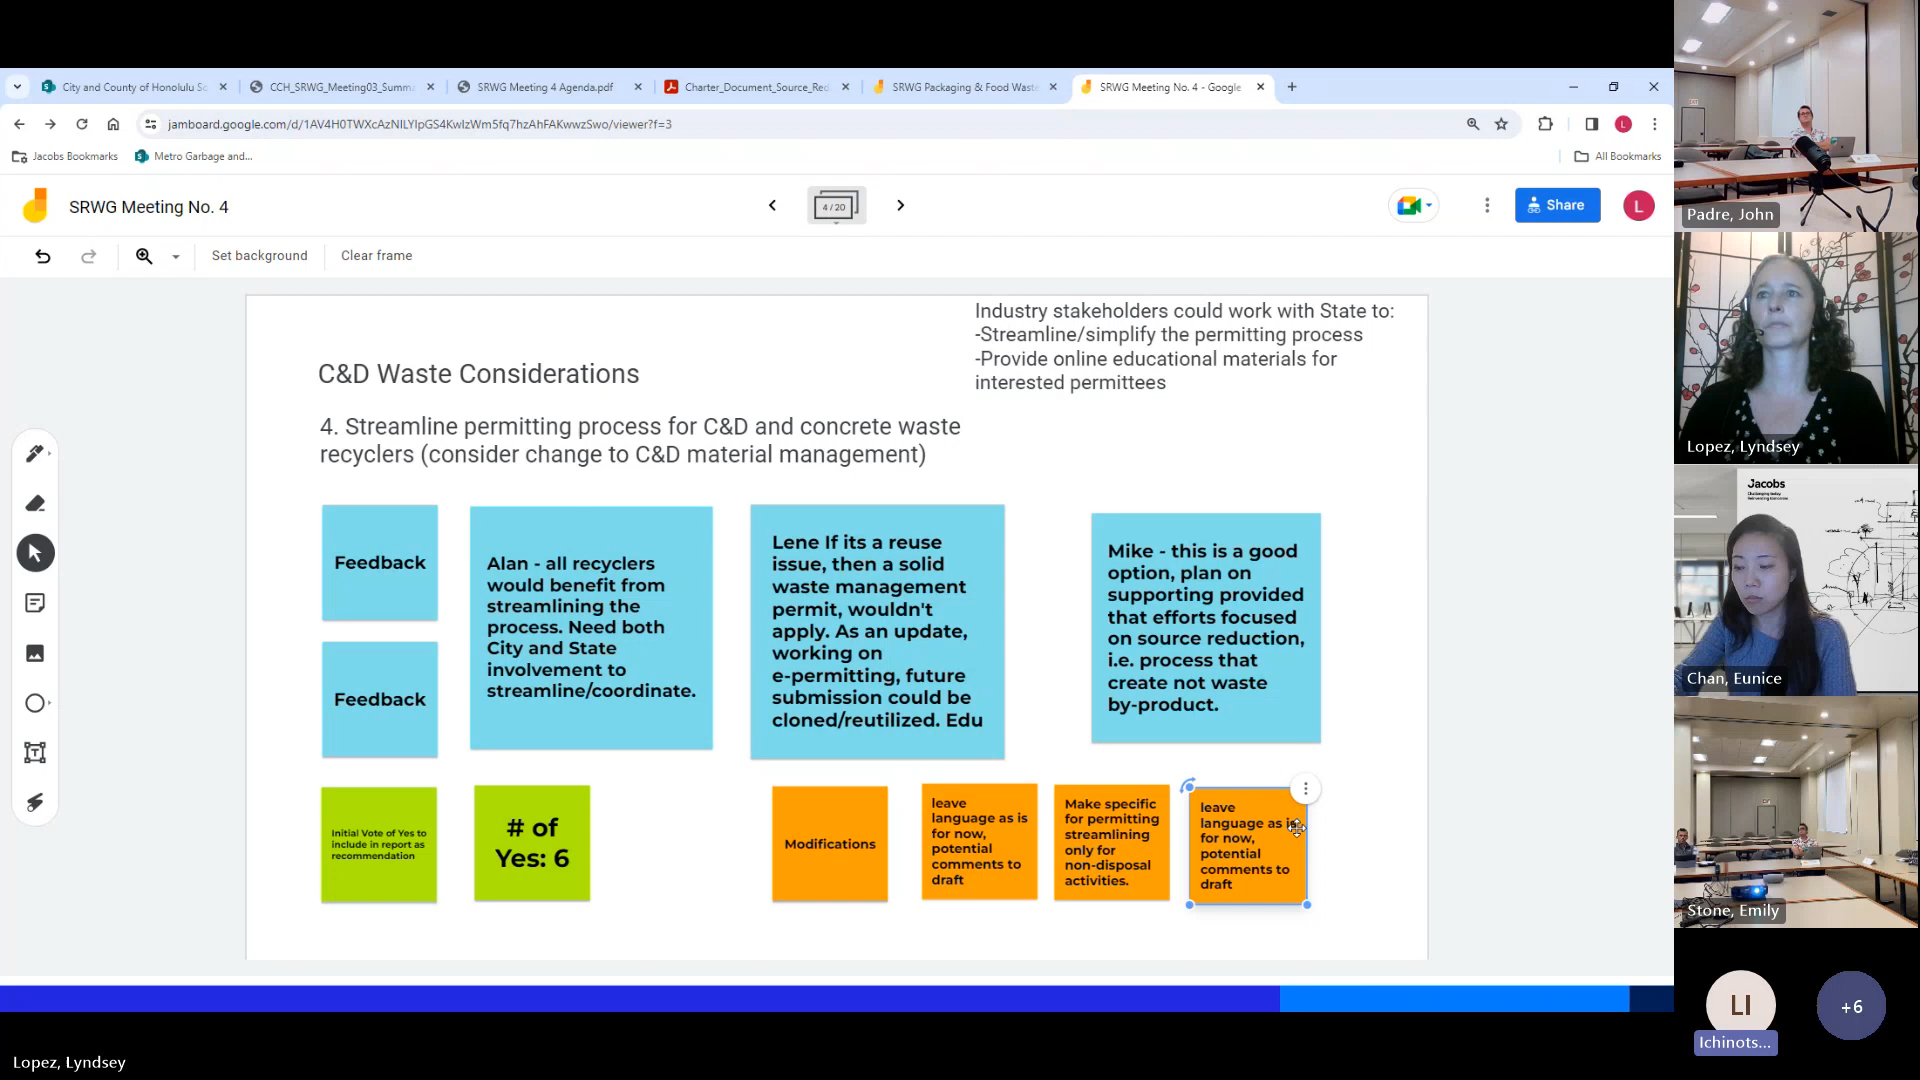 City and County of Honolulu Sc
CCH_SRWG_Meeting03_Summa
SRWG Meeting 4 Agenda.pdf
Charter_Document_Source_Red
SRWG Packaging & Food Waste
SRWG Meeting No. 4 - Google
jamboard.google.com/d/1AV4H0TWXcAzNILYIpGS4KwIzWm5fq7hzAhFAKwwzSwo/viewer?f=3
L
Jacobs Bookmarks
Metro Garbage and...
All Bookmarks
SRWG Meeting No. 4
4 / 20
Share
L
Set background
Clear frame
Industry stakeholders could work with State to:
-Streamline/simplify the permitting process
-Provide online educational materials for
interested permittees
C&D Waste Considerations
4. Streamline permitting process for C&D and concrete waste
recyclers (consider change to C&D material management)
Feedback
Feedback
Alan - all recyclers
would benefit from
streamlining the
process. Need both
City and State
involvement to
streamline/coordinate.
Lene If its a reuse
issue, then a solid
waste management
permit, wouldn't
apply. As an update,
working on
e-permitting, future
submission could be
cloned/reutilized. Edu
Mike - this is a good
option, plan on
supporting provided
that efforts focused
on source reduction,
i.e. process that
create not waste
by-product.
Initial Vote of Yes to
include in report as
recommendation
# of
Yes: 6
Modifications
leave
language as is
for now,
potential
comments to
draft
Make specific
for permitting
streamlining
only for
non-disposal
activities.
leave
language as is
for now,
potential
comments to
draft
Padre, John
Lopez, Lyndsey
Jacobs
Chan, Eunice
Stone, Emily
LI
Ichinots...
+6
Lopez, Lyndsey